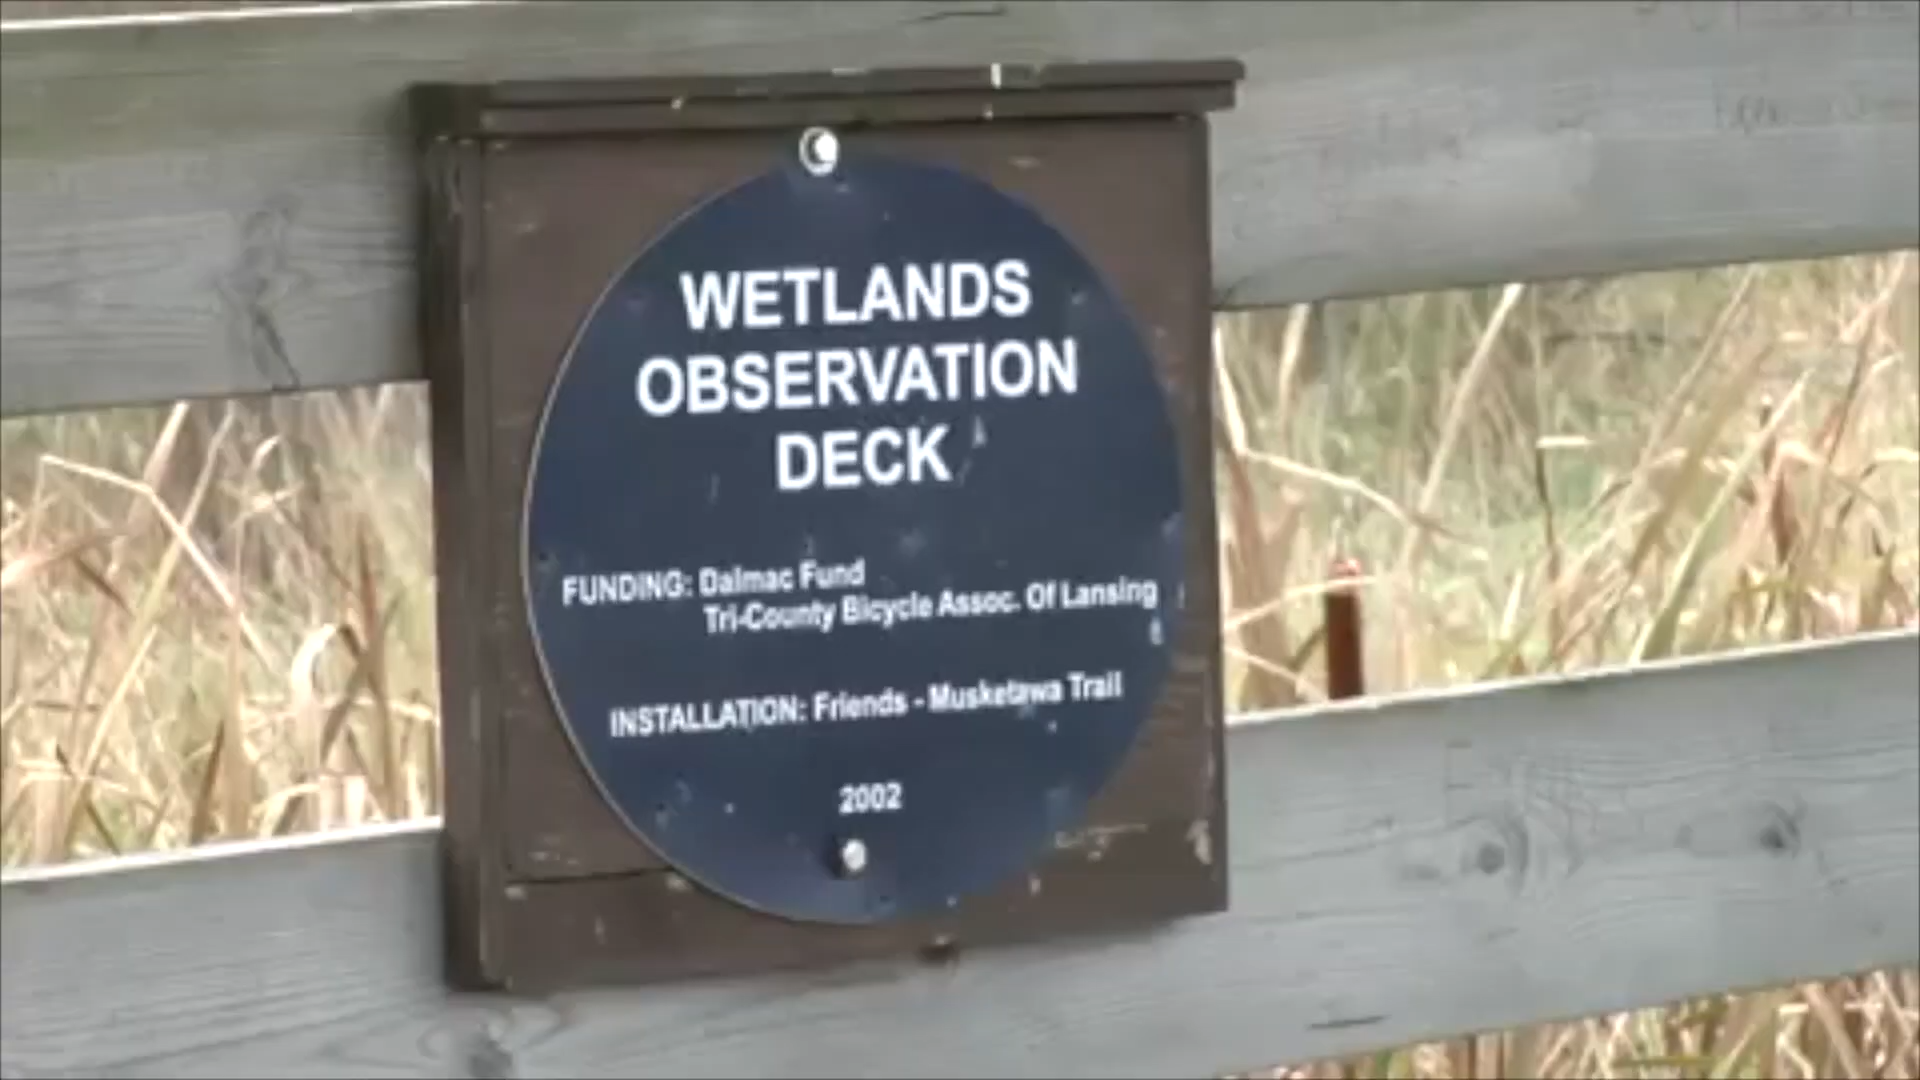 WETLANDS
OBSERVATION
DECK
FUNDING: Dalmac Fund
Tri-County Bicycle Assoc. Of Lansing
INSTALLATION: Friends - Musketawa Trail
2002